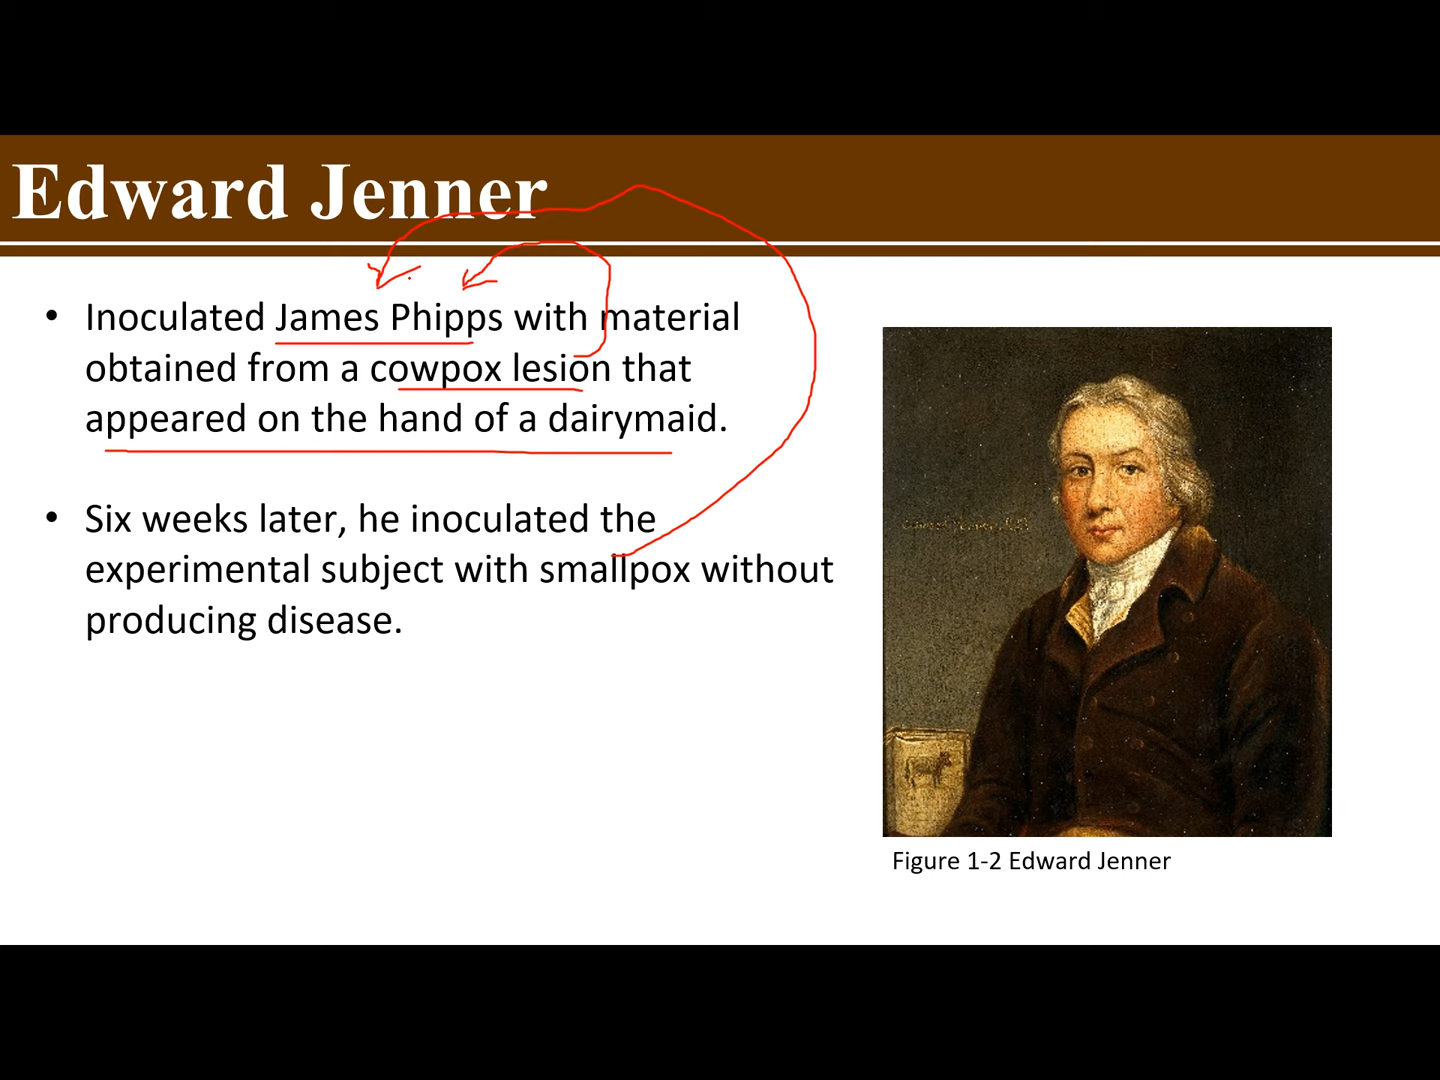 Edward Jenner
• Inoculated James Phipps with material
obtained from a cowpox lesion that
appeared on the hand of a dairymaid.
• Six weeks later, he inoculated the
experimental subject with smallpox without
producing disease.
Figure 1-2 Edward Jenner